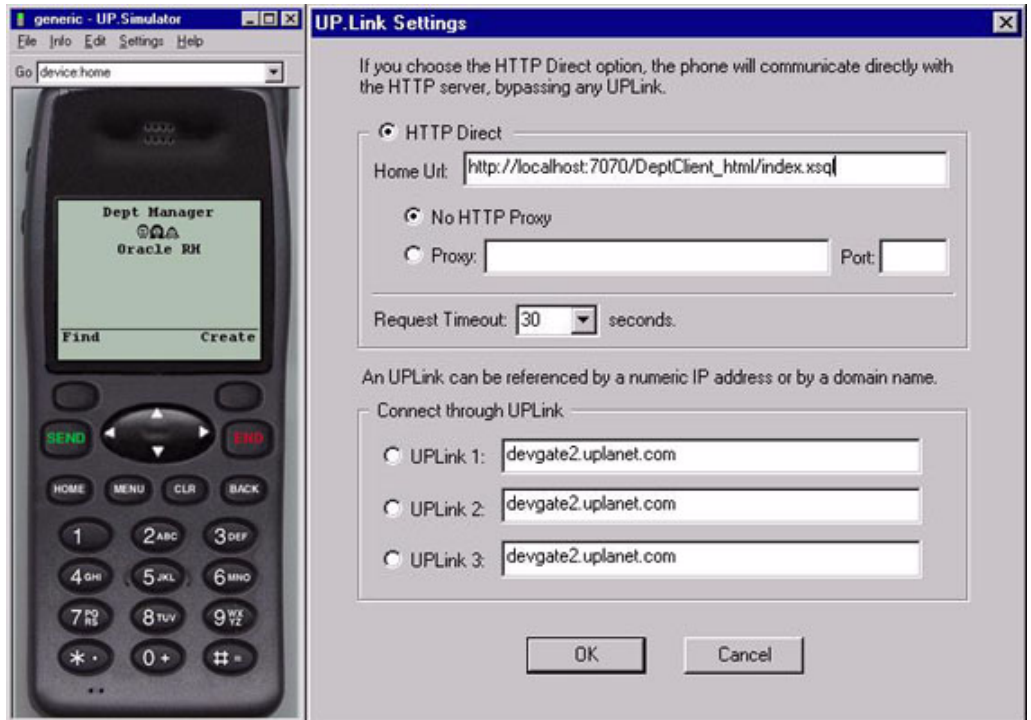 generic - UP.Simulator
File Info Edit Settings Help
Go device:home
Dept Manager
Oracle RH
Find Create
SEND END
HOME MENU CLR BACK
1 2ABC 3DEF
4GHI 5JKL 6MNO
7PQRS 8TUV 9WXYZ
* · 0 + # =
UP.Link Settings
If you choose the HTTP Direct option, the phone will communicate directly with
the HTTP server, bypassing any UPLink.
HTTP Direct
Home Url: http://localhost:7070/DeptClient_html/index.xsql
No HTTP Proxy
Proxy: Port:
Request Timeout: 30 seconds.
An UPLink can be referenced by a numeric IP address or by a domain name.
Connect through UPLink
UPLink 1: devgate2.uplanet.com
UPLink 2: devgate2.uplanet.com
UPLink 3: devgate2.uplanet.com
OK Cancel